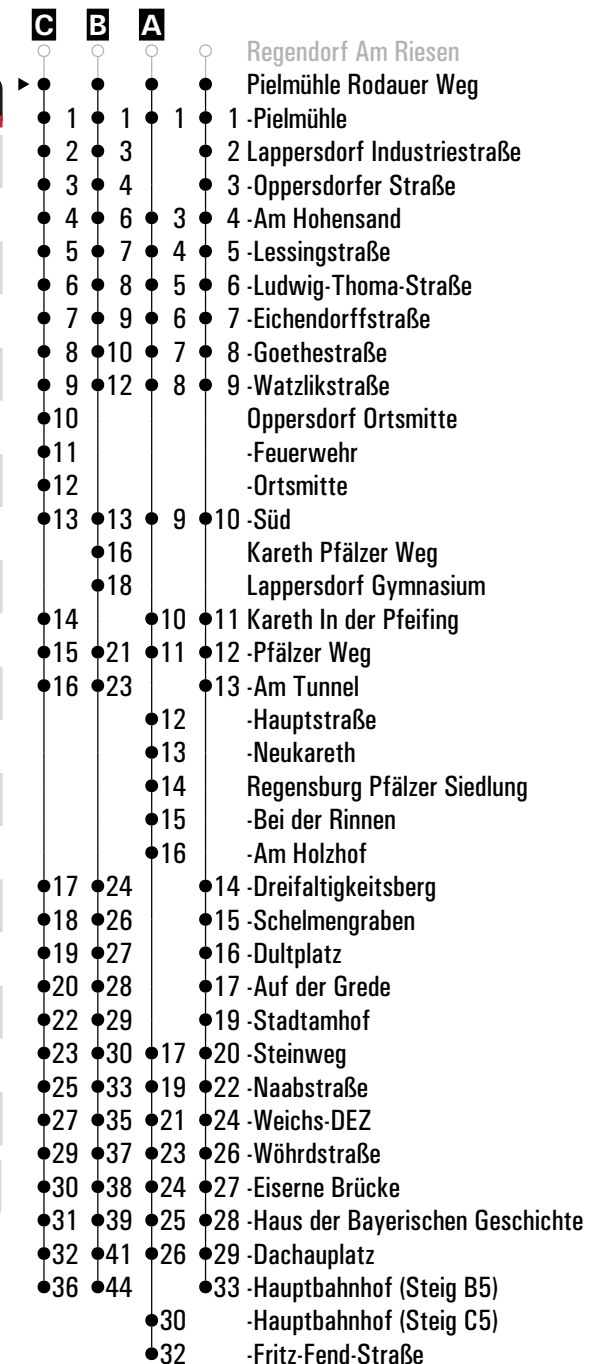 C B A
Regendorf Am Riesen
Pielmühle Rodauer Weg
1 1 1 1 -Pielmühle
2 3 2 Lappersdorf Industriestraße
3 4 3 -Oppersdorfer Straße
4 6 3 4 -Am Hohensand
5 7 4 5 -Lessingstraße
6 8 5 6 -Ludwig-Thoma-Straße
7 9 6 7 -Eichendorffstraße
8 10 7 8 -Goethestraße
9 12 8 9 -Watzlikstraße
10 Oppersdorf Ortsmitte
11 -Feuerwehr
12 -Ortsmitte
13 13 9 10 -Süd
16 Kareth Pfälzer Weg
18 Lappersdorf Gymnasium
14 10 11 Kareth In der Pfeifing
15 21 11 12 -Pfälzer Weg
16 23 13 -Am Tunnel
12 -Hauptstraße
13 -Neukareth
14 Regensburg Pfälzer Siedlung
15 -Bei der Rinnen
16 -Am Holzhof
17 24 14 -Dreifaltigkeitsberg
18 26 15 -Schelmengraben
19 27 16 -Dultplatz
20 28 17 -Auf der Grede
22 29 19 -Stadtamhof
23 30 17 20 -Steinweg
25 33 19 22 -Naabstraße
27 35 21 24 -Weichs-DEZ
29 37 23 26 -Wöhrdstraße
30 38 24 27 -Eiserne Brücke
31 39 25 28 -Haus der Bayerischen Geschichte
32 41 26 29 -Dachauplatz
36 44 33 -Hauptbahnhof (Steig B5)
30 -Hauptbahnhof (Steig C5)
32 -Fritz-Fend-Straße